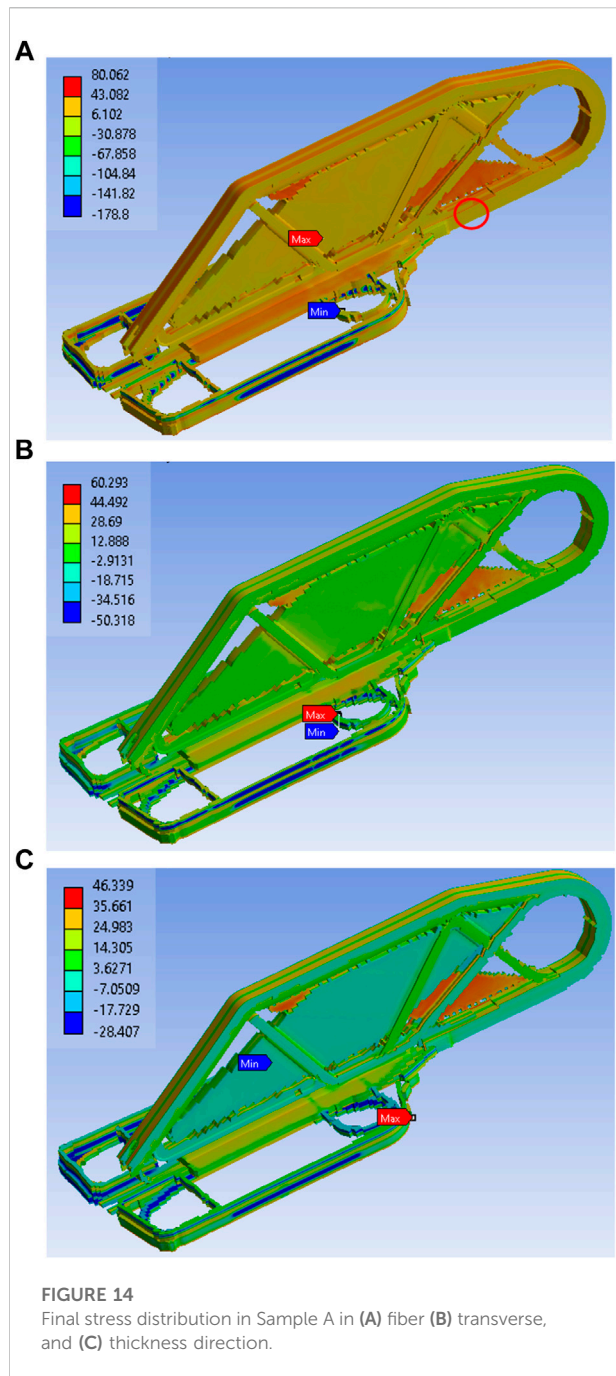 A
80.062
43.082
6.102
-30.878
-67.858
-104.84
-141.82
-178.8
Max
Min
B
60.293
44.492
28.69
12.888
-2.9131
-18.715
-34.516
-50.318
Max
Min
C
46.339
35.661
24.983
14.305
3.6271
-7.0509
-17.729
-28.407
Min
Max
FIGURE 14
Final stress distribution in Sample A in (A) fiber (B) transverse,
and (C) thickness direction.